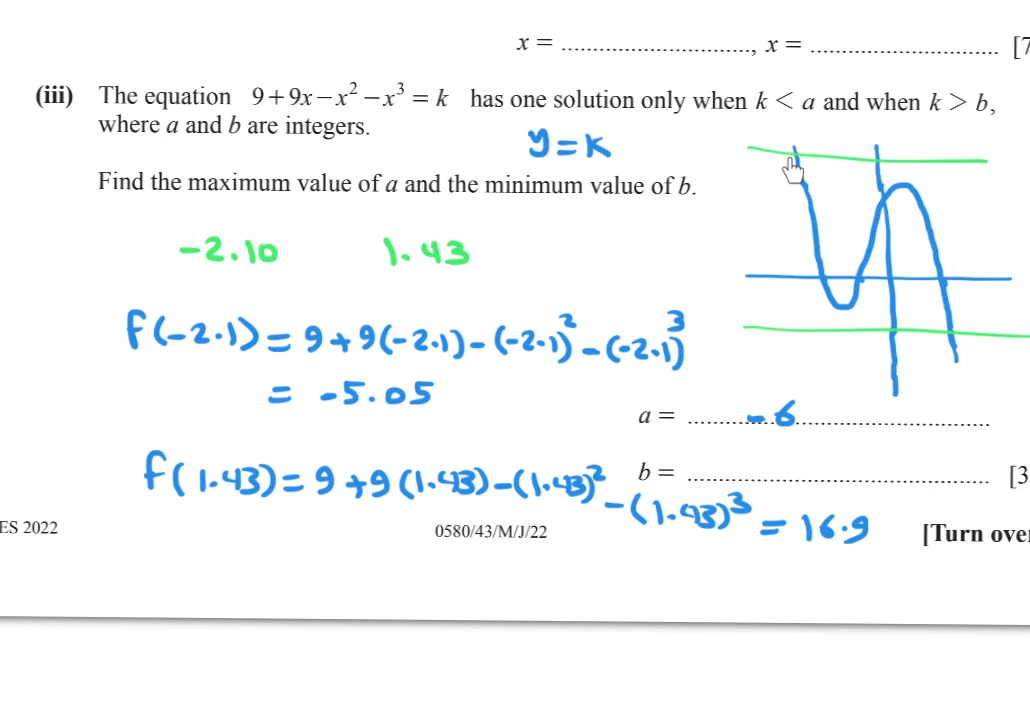 x = ............................, x = ............................ [7
(iii) The equation 9+9x−x²−x³ = k has one solution only when k < a and when k > b,
where a and b are integers.
y=k
Find the maximum value of a and the minimum value of b.
-2.10 1.43
f(-2.1) = 9+9(-2.1)-(-2.1)²-(-2.1)³
= -5.05
a = ....... -6 ............................
f(1.43) = 9+9(1.43)-(1.43)²-(1.43)³ = 16.9
b = ............................................ [3
ES 2022 0580/43/M/J/22 [Turn over